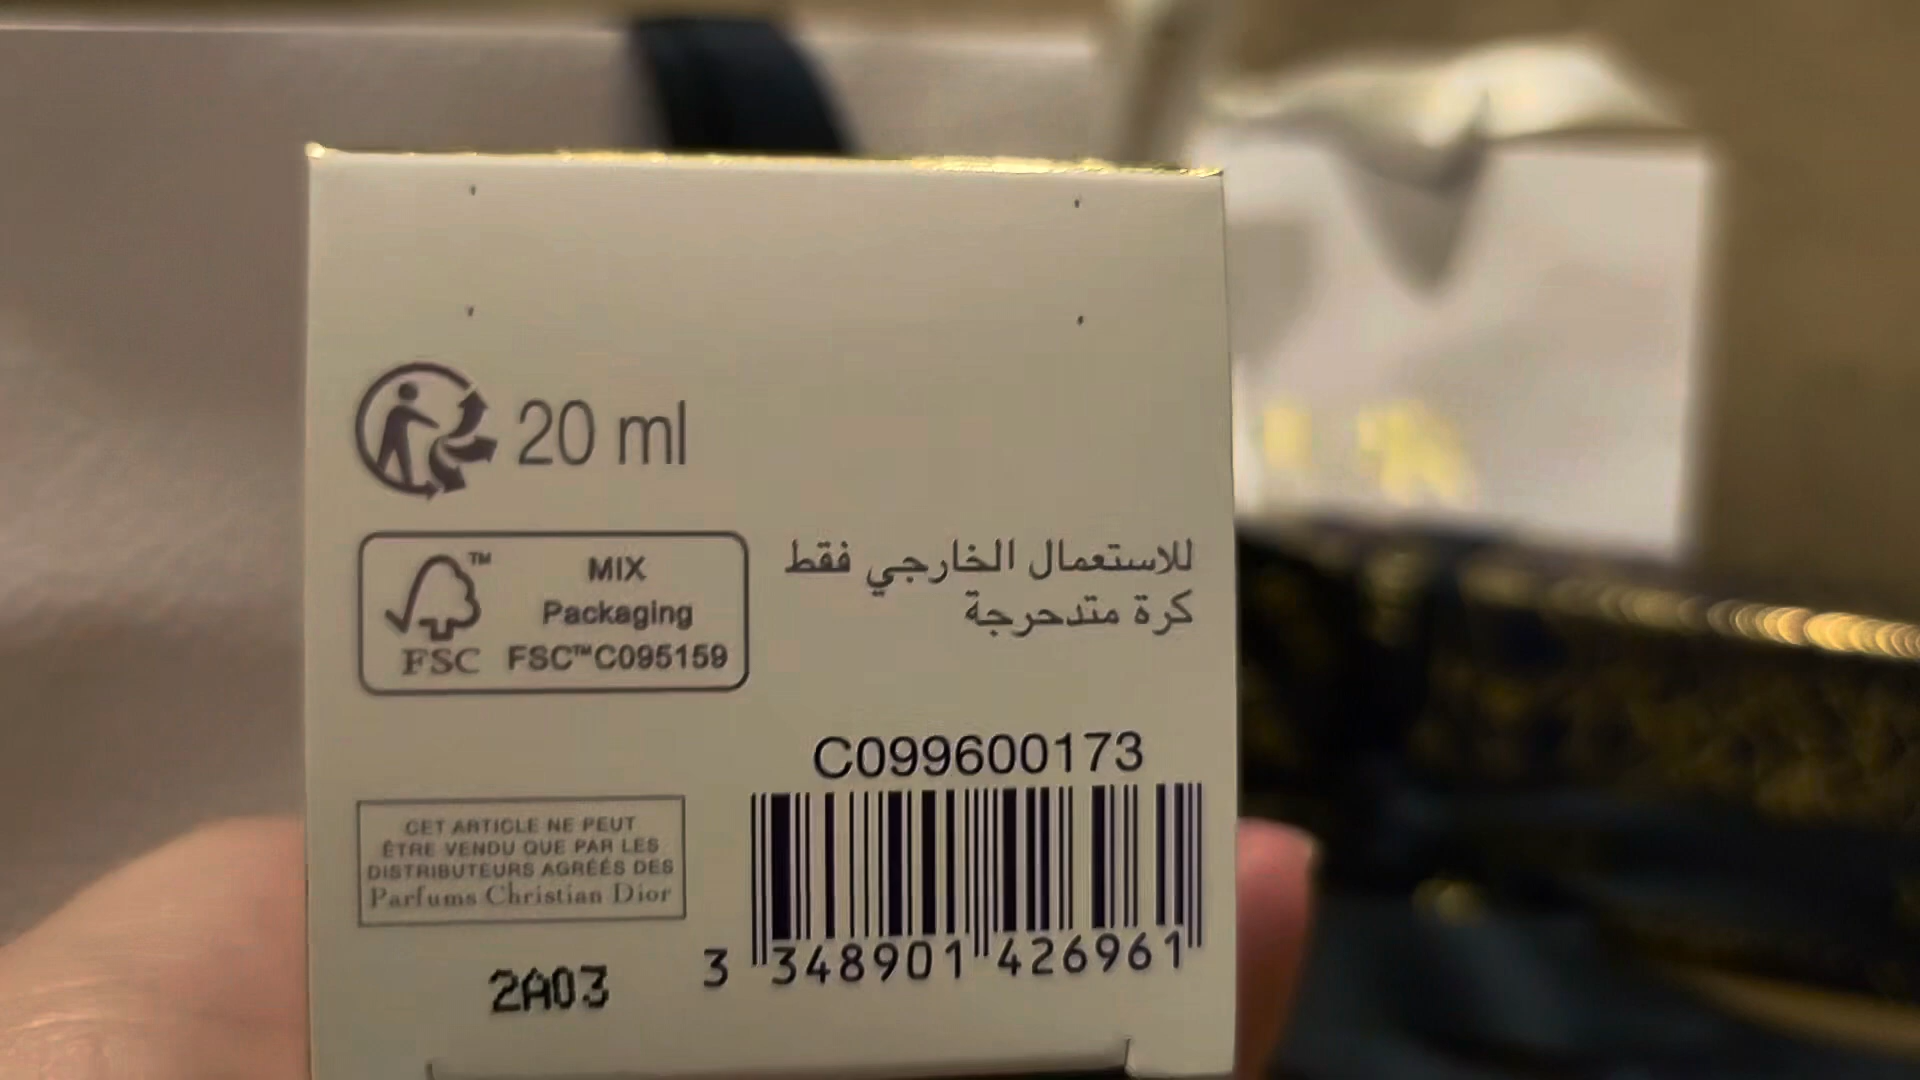 20 ml
FSC™
MIX
Packaging
FSC™C095159
للاستعمال الخارجي فقط
كرة متدحرجة
C099600173
CET ARTICLE NE PEUT
ÊTRE VENDU QUE PAR LES
DISTRIBUTEURS AGRÉÉS DES
Parfums Christian Dior
2A03
3 348901 426961